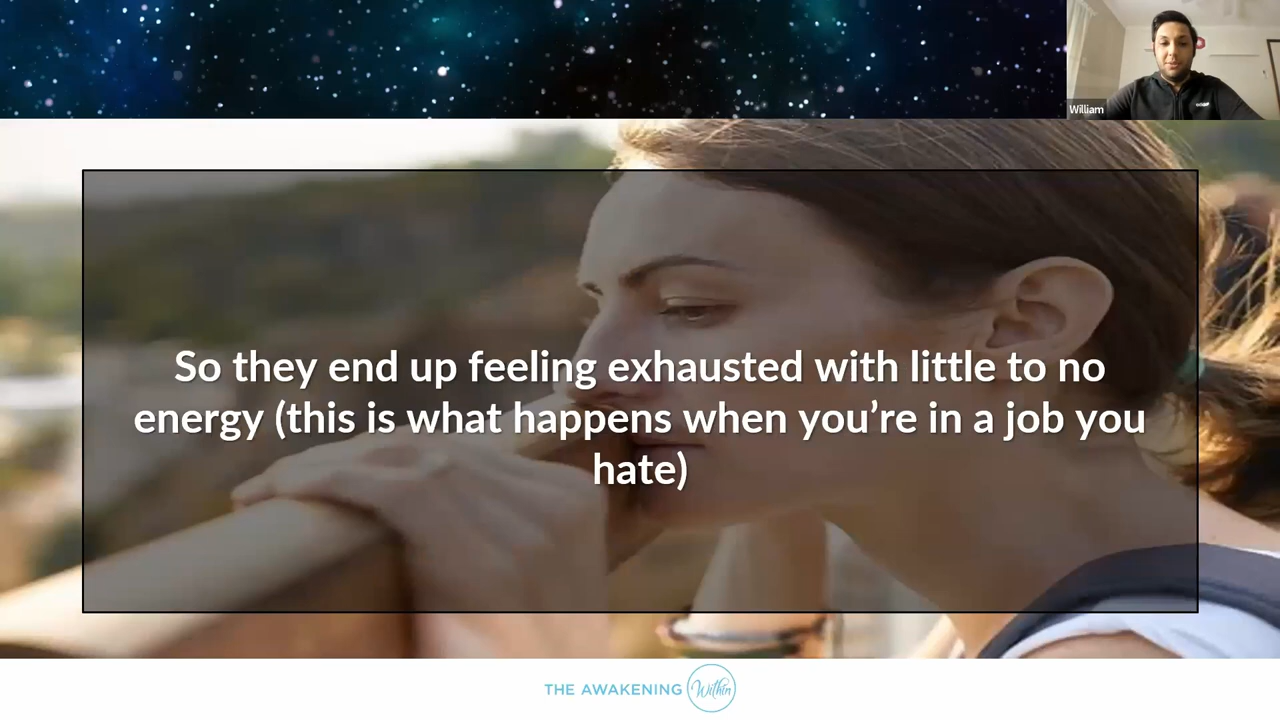 William
So they end up feeling exhausted with little to no
energy (this is what happens when you’re in a job you
hate)
THE AWAKENING Within